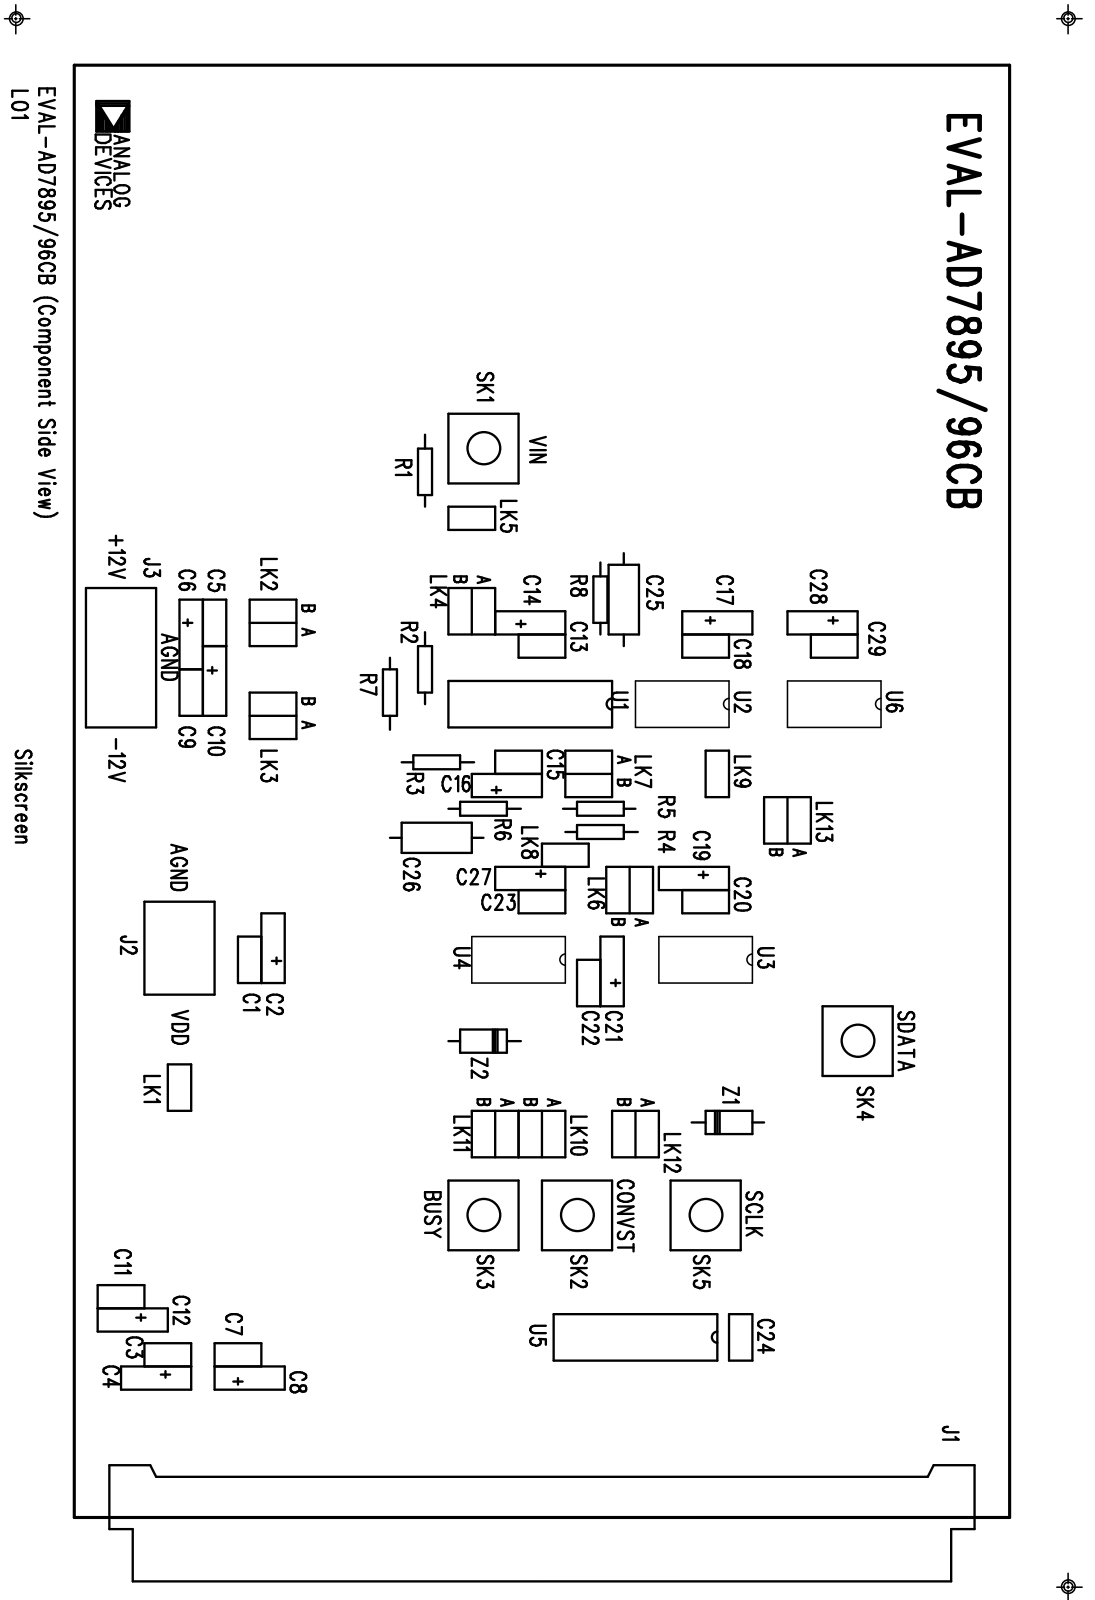 EVAL-AD7895/96CB
J1
C28
C29
U6
LK13
A
B
SDATA
SK4
C17
C18
U2
LK9
C19
C20
U3
Z1
SCLK
SK5
C24
C25
R8
LK7
A
B
R5
R4
LK6
A
B
C21
C22
LK12
A
B
CONVST
SK2
U5
SK1
VIN
R1
LK5
LK4
A
B
C14
C13
R2
R7
U1
C15
C16
R3
R6
C26
LK8
C27
C23
U4
Z2
LK10
A
B
LK11
A
B
BUSY
SK3
LK2
B
A
LK3
B
A
C2
C1
C7
C8
C5
C6
C10
C9
J3
+12V
AGND
-12V
AGND
J2
VDD
LK1
C11
C12
C3
C4
ANALOG
DEVICES
EVAL-AD7895/96CB (Component Side View)
L01
Silkscreen